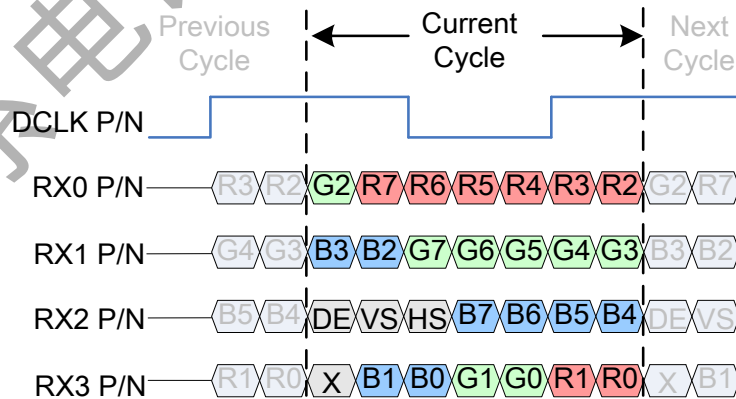 Previous Cycle
Current Cycle
Next Cycle
DCLK P/N
RX0 P/N R3 R2 G2 R7 R6 R5 R4 R3 R2 G2 R7
RX1 P/N G4 G3 B3 B2 G7 G6 G5 G4 G3 B3 B2
RX2 P/N B5 B4 DE VS HS B7 B6 B5 B4 DE VS
RX3 P/N R1 R0 X B1 B0 G1 G0 R1 R0 X B1